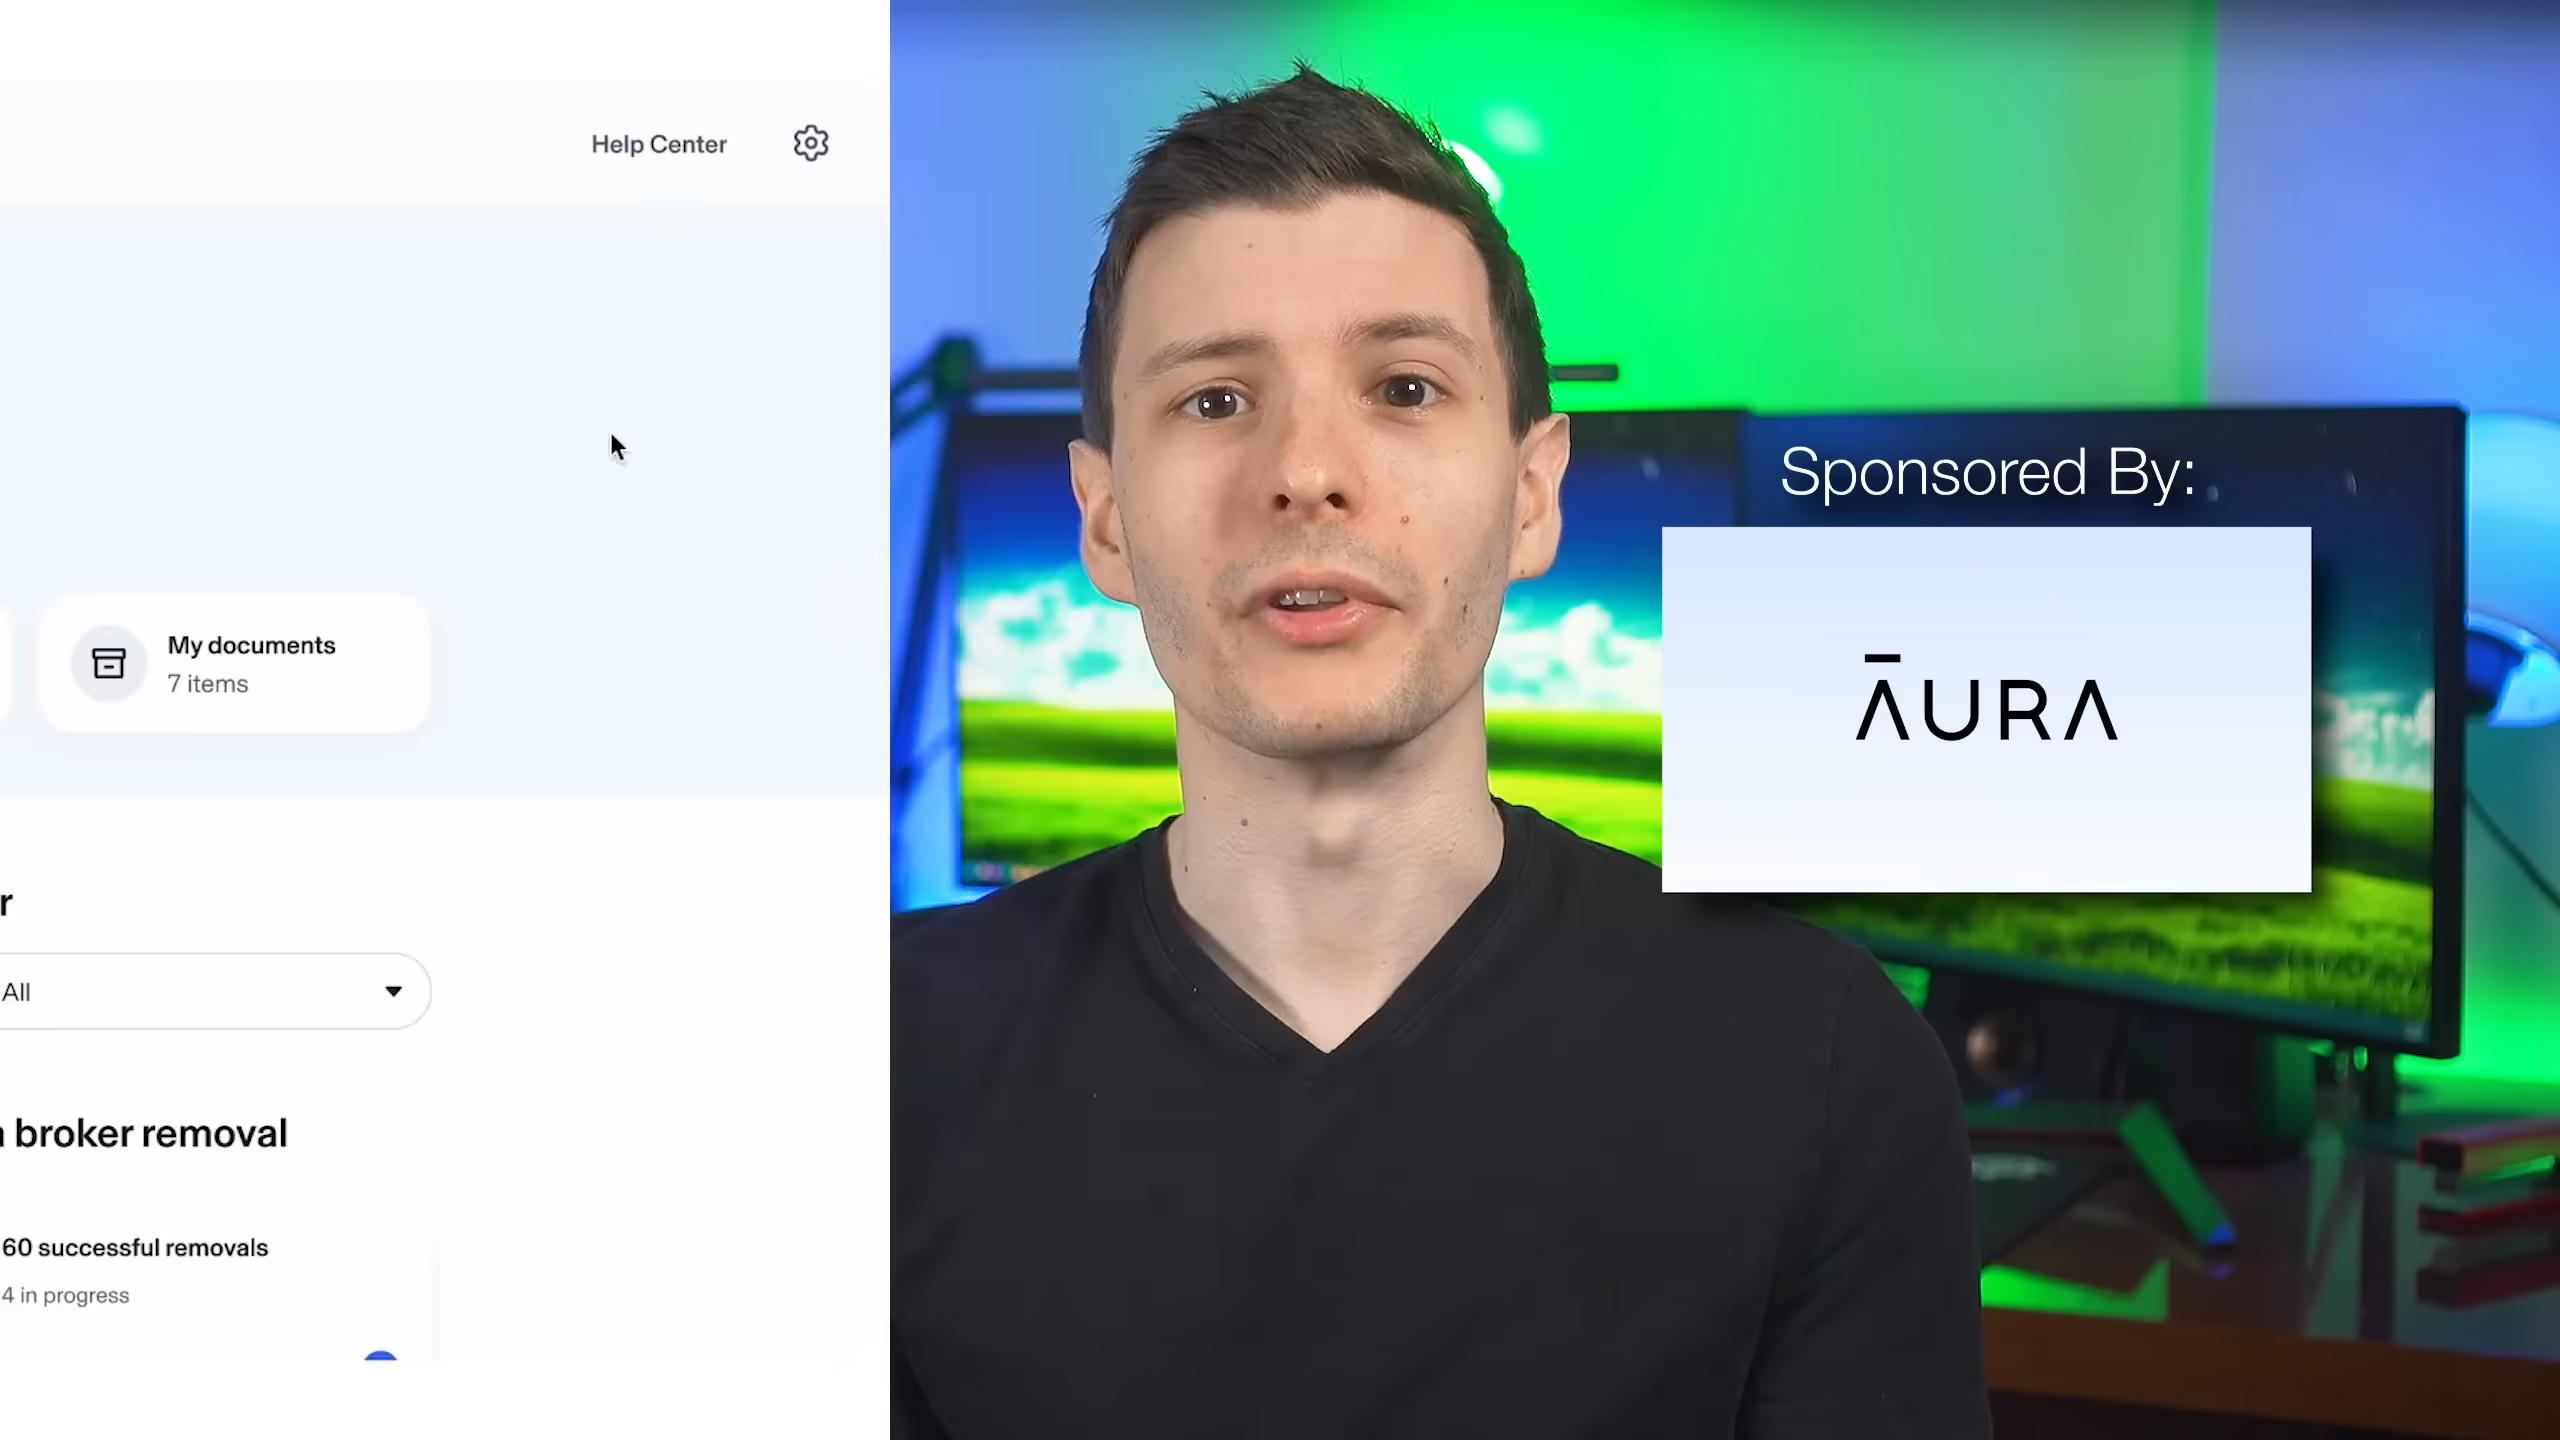 Help Center
My documents
7 items
r
All
broker removal
60 successful removals
4 in progress
Sponsored By:
ĀURA